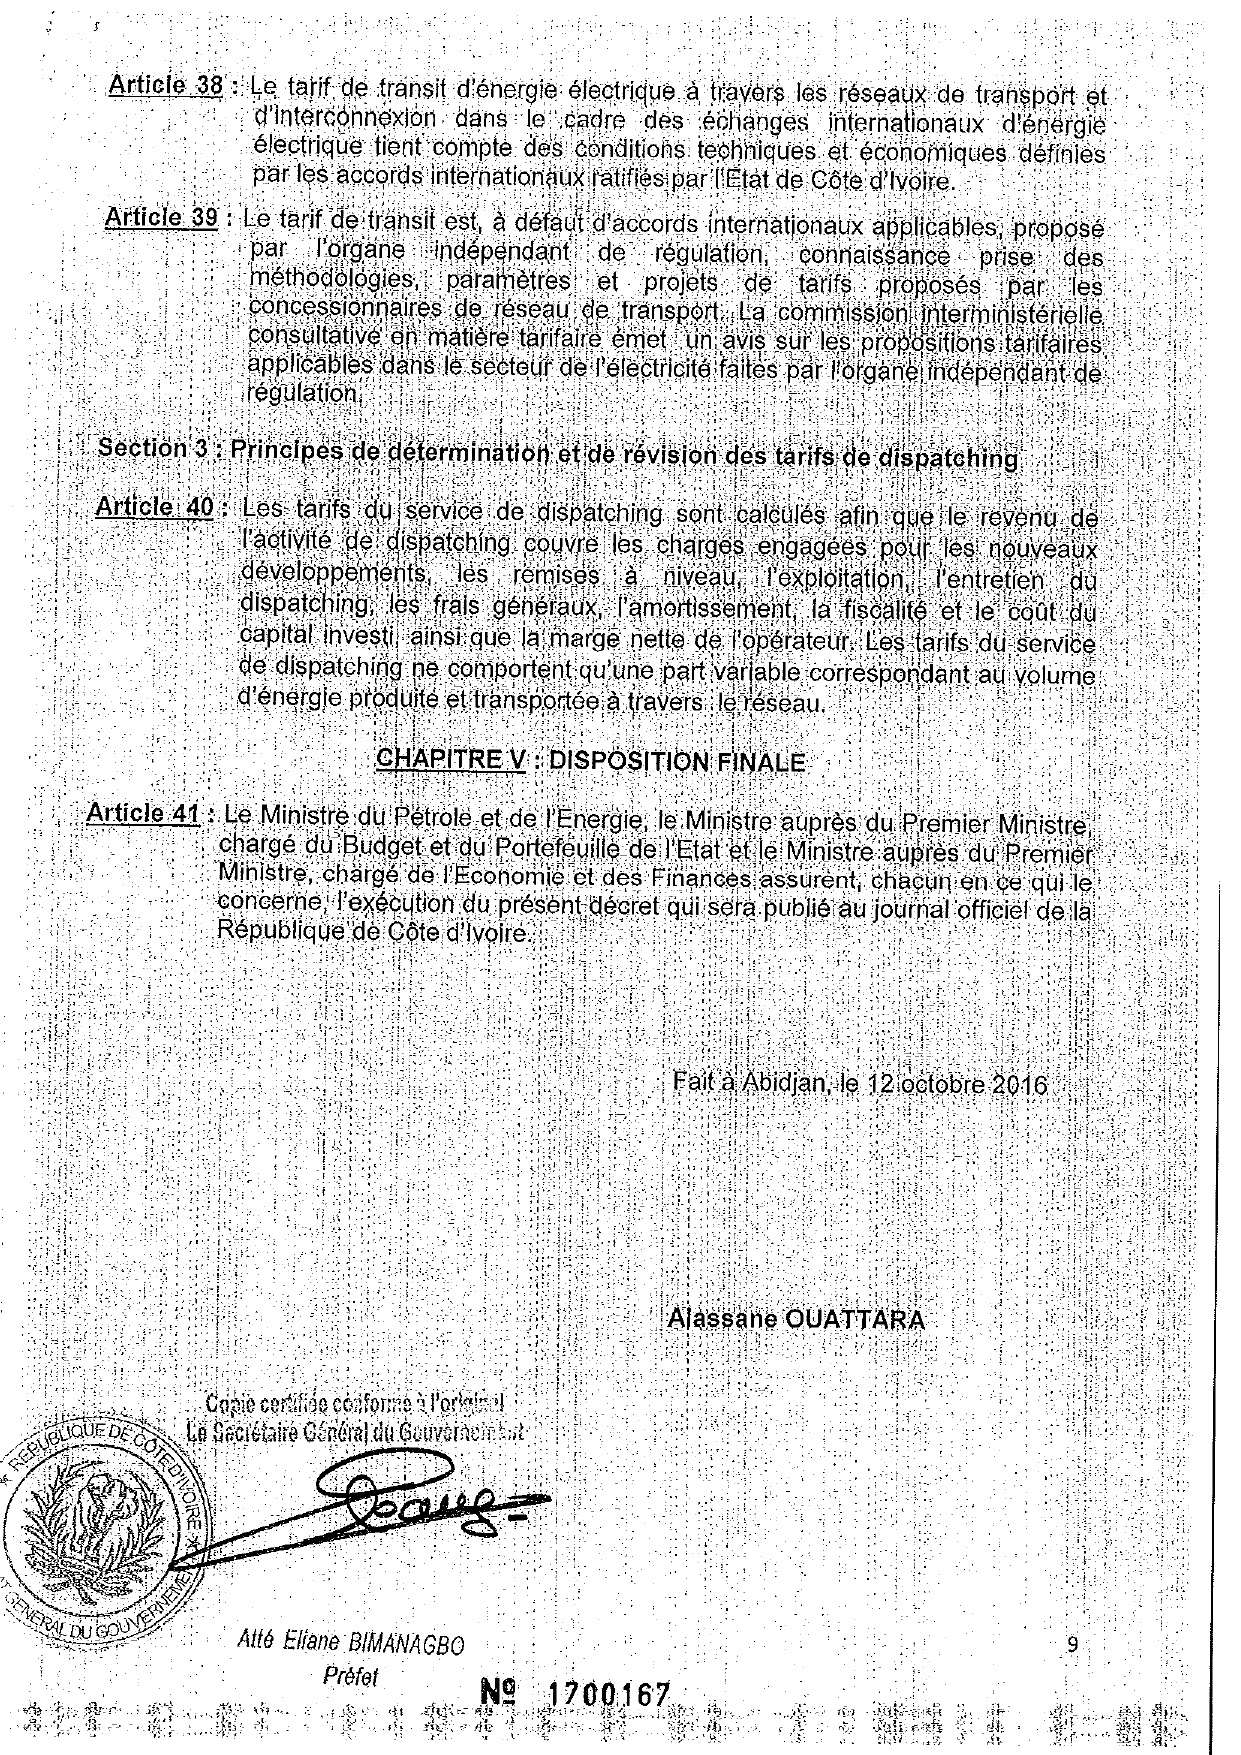 Article 38 : Le tarif de transit d'énergie électrique à travers les réseaux de transport et
d'interconnexion dans le cadre des échanges internationaux d'énergie
électrique tient compte des conditions techniques et économiques définies
par les accords internationaux ratifiés par l'Etat de Côte d'Ivoire.
Article 39 : Le tarif de transit est, à défaut d'accords internationaux applicables, proposé
par l'organe indépendant de régulation, connaissance prise des
méthodologies, paramètres et projets de tarifs proposés par les
concessionnaires de réseau de transport. La commission interministérielle
consultative en matière tarifaire émet un avis sur les propositions tarifaires
applicables dans le secteur de l'électricité faites par l'organe indépendant de
régulation.
Section 3 : Principes de détermination et de révision des tarifs de dispatching
Article 40 : Les tarifs du service de dispatching sont calculés afin que le revenu de
l'activité de dispatching couvre les charges engagées pour les nouveaux
développements, les remises à niveau, l'exploitation, l'entretien du
dispatching, les frais généraux, l'amortissement, la fiscalité et le coût du
capital investi, ainsi que la marge nette de l'opérateur. Les tarifs du service
de dispatching ne comportent qu'une part variable correspondant au volume
d'énergie produite et transportée à travers le réseau.
CHAPITRE V : DISPOSITION FINALE
Article 41 : Le Ministre du Pétrole et de l'Energie, le Ministre auprès du Premier Ministre,
chargé du Budget et du Portefeuille de l'Etat et le Ministre auprès du Premier
Ministre, chargé de l'Economie et des Finances assurent, chacun en ce qui le
concerne, l'exécution du présent décret qui sera publié au journal officiel de la
République de Côte d'Ivoire.
Fait à Abidjan, le 12 octobre 2016
Alassane OUATTARA
Copie certifiée conforme à l'original
Le Secrétaire Général du Gouvernement
REPUBLIQUE DE COTE D'IVOIRE
GENERAL DU GOUVERNEMENT
Atté Eliane BIMANAGBO
Préfet
9
Nº 1700167